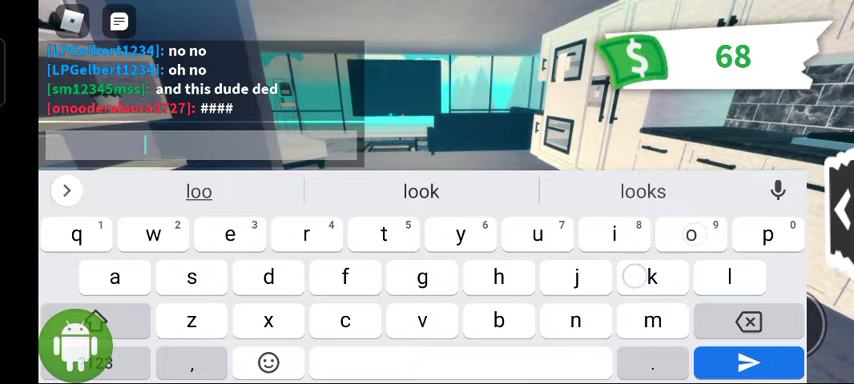 [LPGelbert1234]: no no
68
[LPGelbert1234]: oh no
[sm12345mss]: and this dude ded
####
loo look looks
q 1 w 2 e 3 r 4 t 5 y 6 u 7 i 8 o 9 p 0
a s d f g h j k l
z x c v b n m
?123 , .